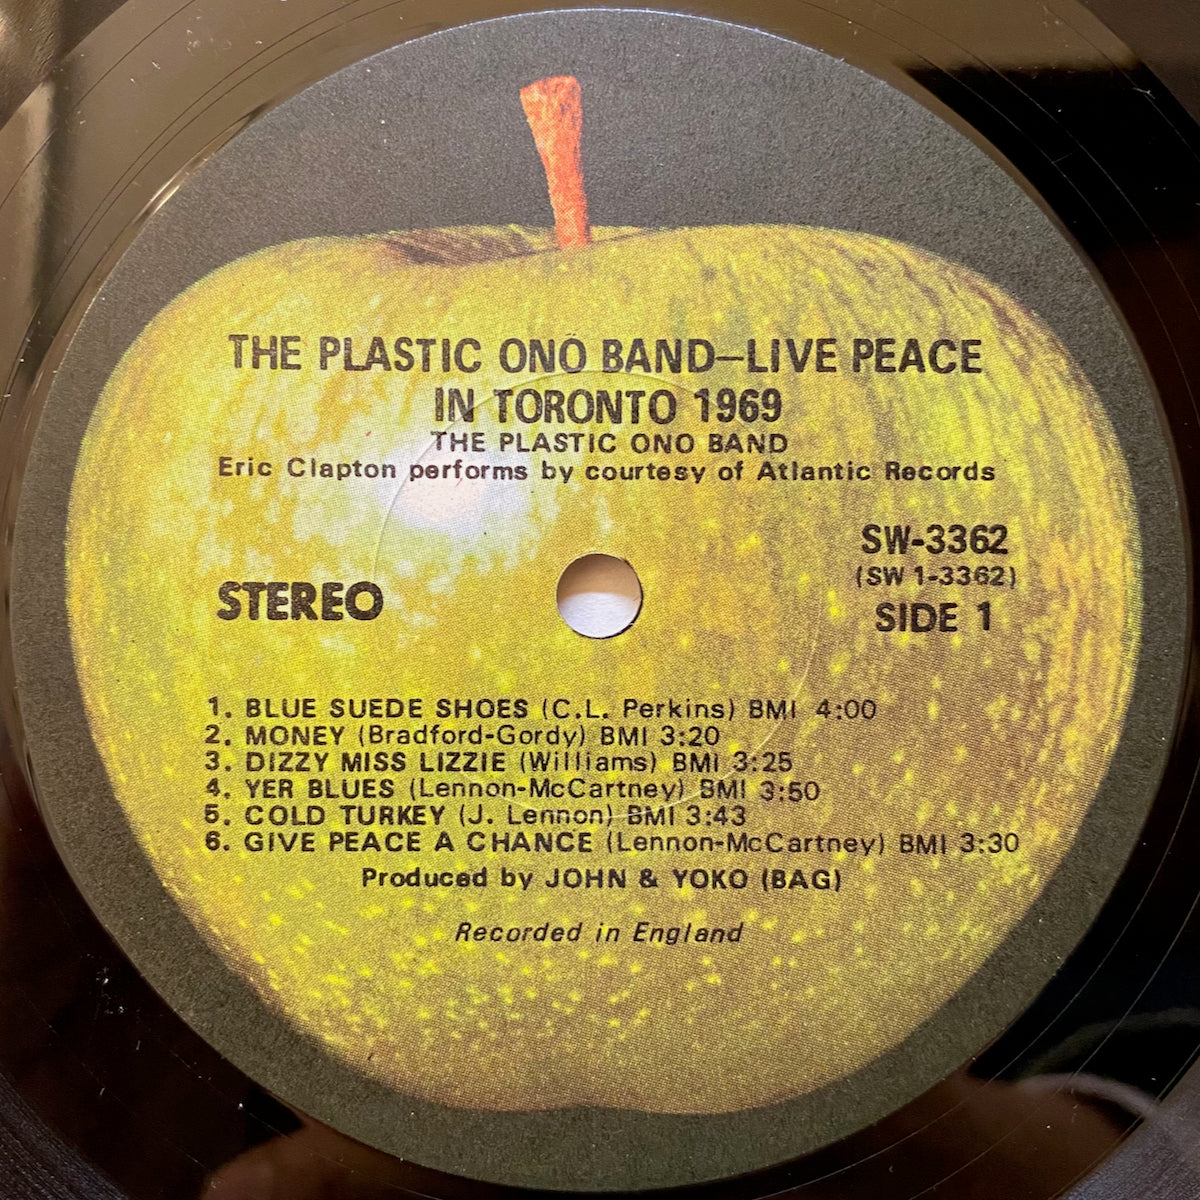 THE PLASTIC ONO BAND—LIVE PEACE
IN TORONTO 1969
THE PLASTIC ONO BAND
Eric Clapton performs by courtesy of Atlantic Records
SW-3362
(SW 1-3362)
STEREO
SIDE 1
1. BLUE SUEDE SHOES (C.L. Perkins) BMI 4:00
2. MONEY (Bradford-Gordy) BMI 3:20
3. DIZZY MISS LIZZIE (Williams) BMI 3:25
4. YER BLUES (Lennon-McCartney) BMI 3:50
5. COLD TURKEY (J. Lennon) BMI 3:43
6. GIVE PEACE A CHANCE (Lennon-McCartney) BMI 3:30
Produced by JOHN & YOKO (BAG)
Recorded in England